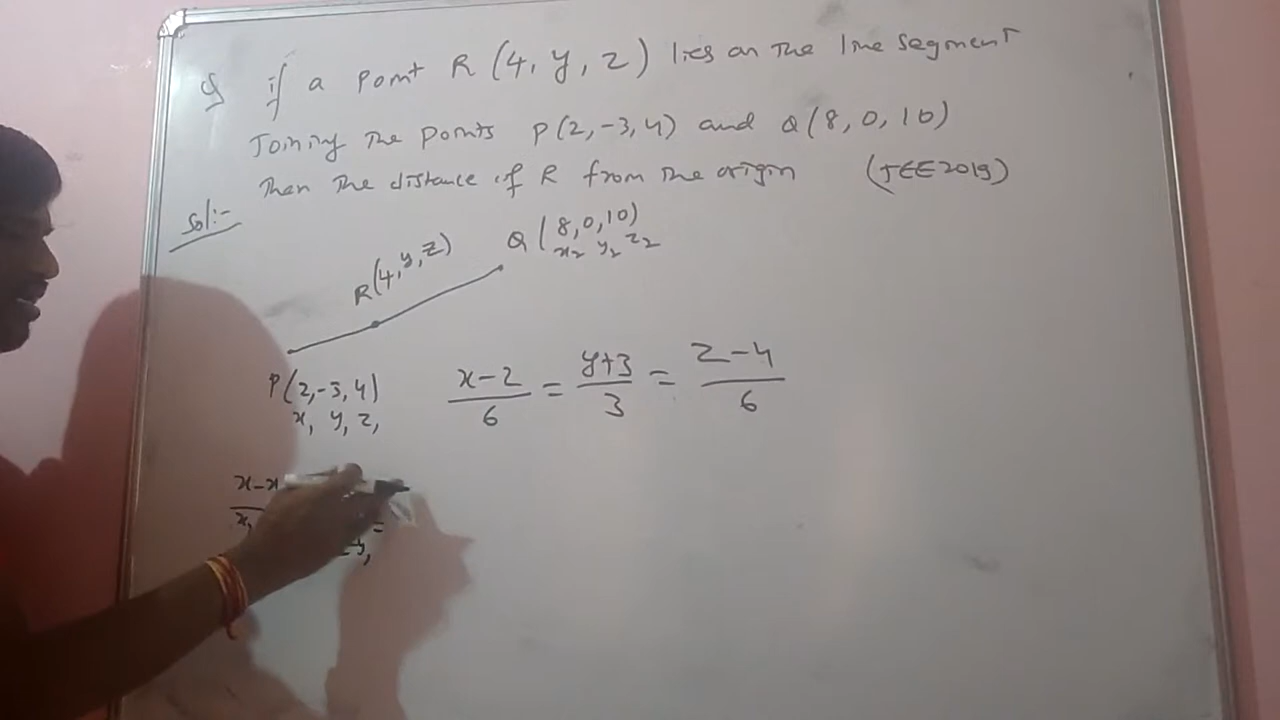 Q if a Point R (4, y, z) lies on The line segment
Joining The Points P(2,-3,4) and Q(8,0,10)
Then The distance of R from The origin (JEE2019)
Sol:-
R(4,y,z)
Q(8,0,10)
x₂ y₂ z₂
P(2,-3,4)
x₁ y₁ z₁
x-2/6 = y+3/3 = z-4/6
x-x
=